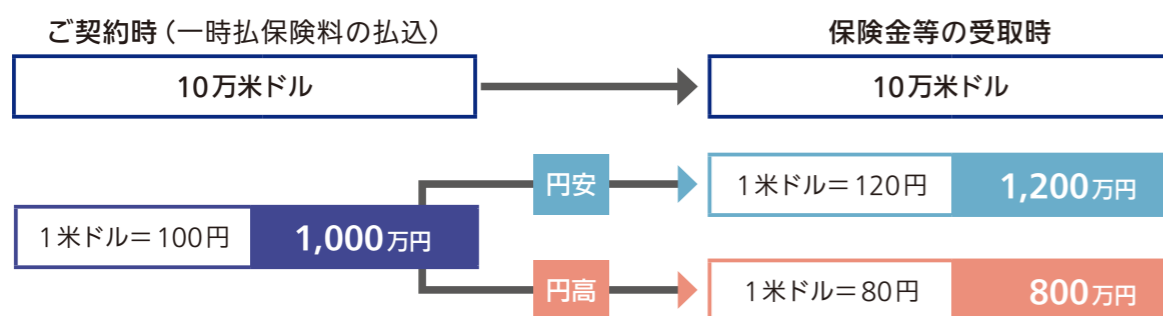 ご契約時（一時払保険料の払込）
保険金等の受取時
10万米ドル
10万米ドル
円安
1米ドル＝120円 1,200万円
1米ドル＝100円 1,000万円
円高
1米ドル＝80円 800万円